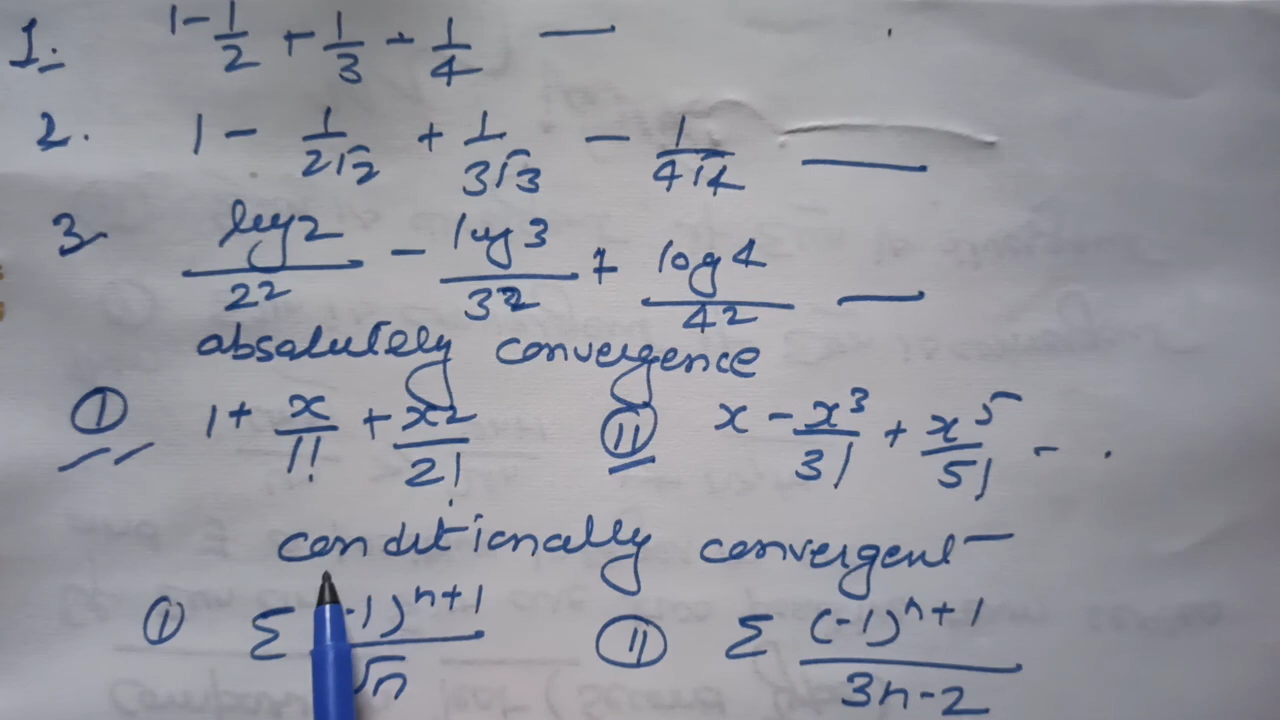 1. 1 - 1/2 + 1/3 - 1/4 —
2. 1 - 1/2√2 + 1/3√3 - 1/4√4 —
3. log2/2² - log3/3² + log4/4² —
absolutely convergence
① 1 + x/1! + x²/2! ⑪ x - x³/3! + x⁵/5! - .
conditionally convergent —
① Σ (-1)ⁿ⁺¹/√n ⑪ Σ (-1)ⁿ⁺¹/3n-2